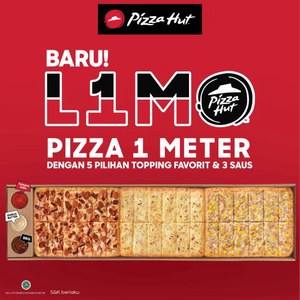 Pizza Hut
BARU!
L1MO
Pizza Hut
PIZZA 1 METER
DENGAN 5 PILIHAN TOPPING FAVORIT & 3 SAUS
S&K berlaku